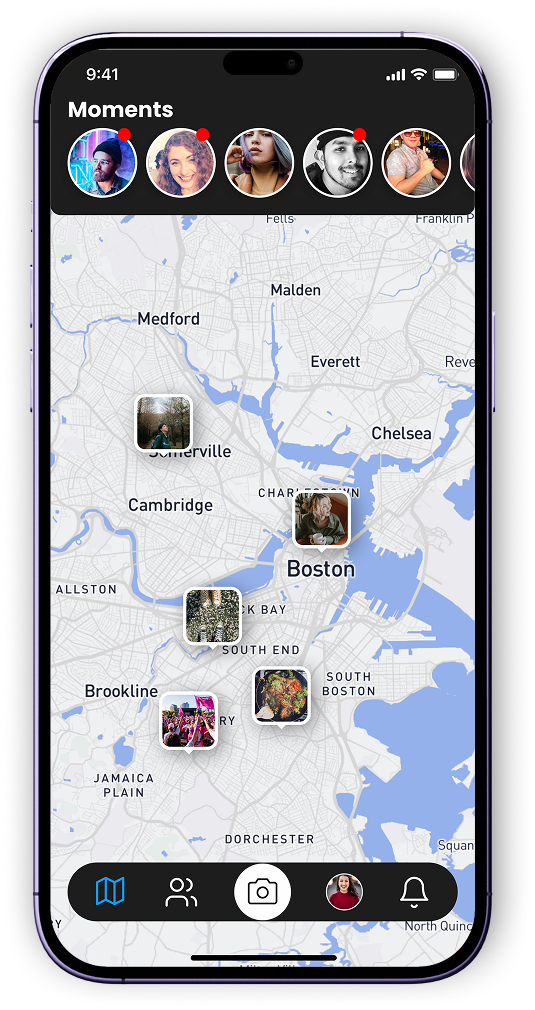 9:41
Moments
Fells
Franklin P
Malden
Medford
Everett
Reve
Chelsea
Somerville
CHARLESTOWN
Cambridge
Boston
ALLSTON
CK BAY
SOUTH END
SOUTH
BOSTON
Brookline
RY
JAMAICA
PLAIN
DORCHESTER
Squan
RY
North Quinc